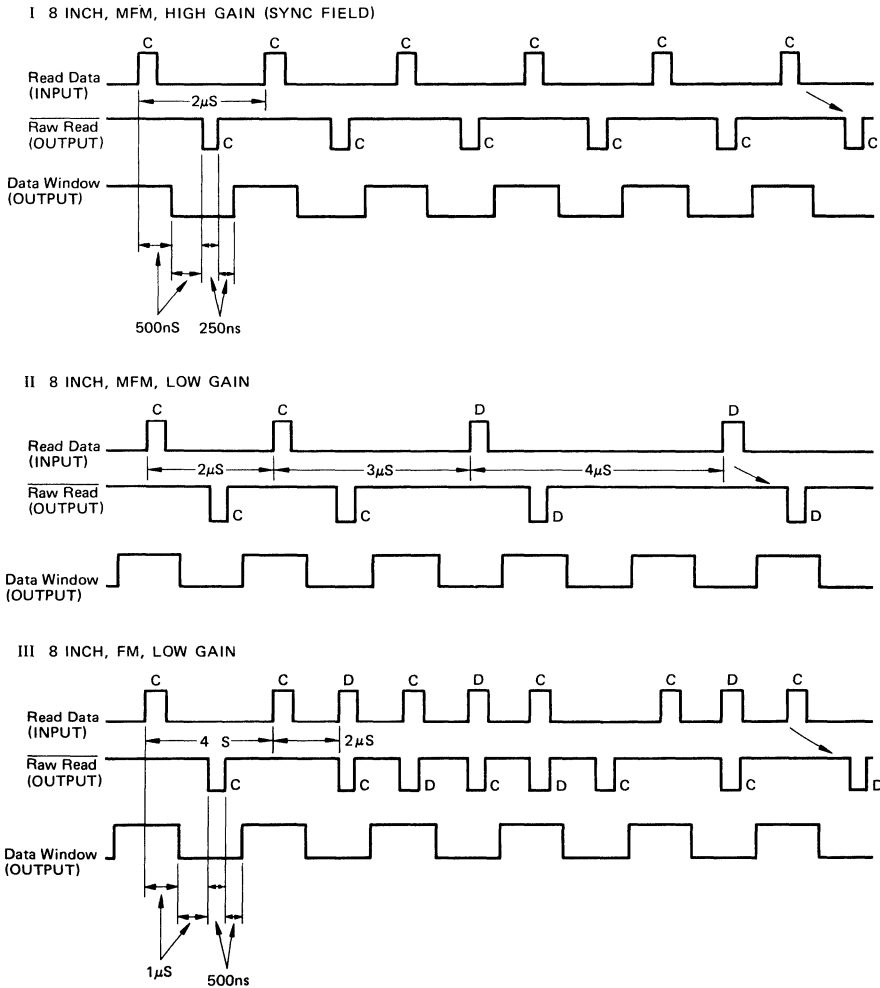 I 8 INCH, MFM, HIGH GAIN (SYNC FIELD)
C C C C C C
Read Data
(INPUT)
2μS
Raw Read
(OUTPUT)
C C C C C C
Data Window
(OUTPUT)
500nS 250ns
II 8 INCH, MFM, LOW GAIN
C C D D
Read Data
(INPUT)
2μS 3μS 4μS
Raw Read
(OUTPUT)
C C D D
Data Window
(OUTPUT)
III 8 INCH, FM, LOW GAIN
C C D C D C C D C
Read Data
(INPUT)
4 S 2μS
Raw Read
(OUTPUT)
C C D C D C C D
Data Window
(OUTPUT)
1μS
500ns